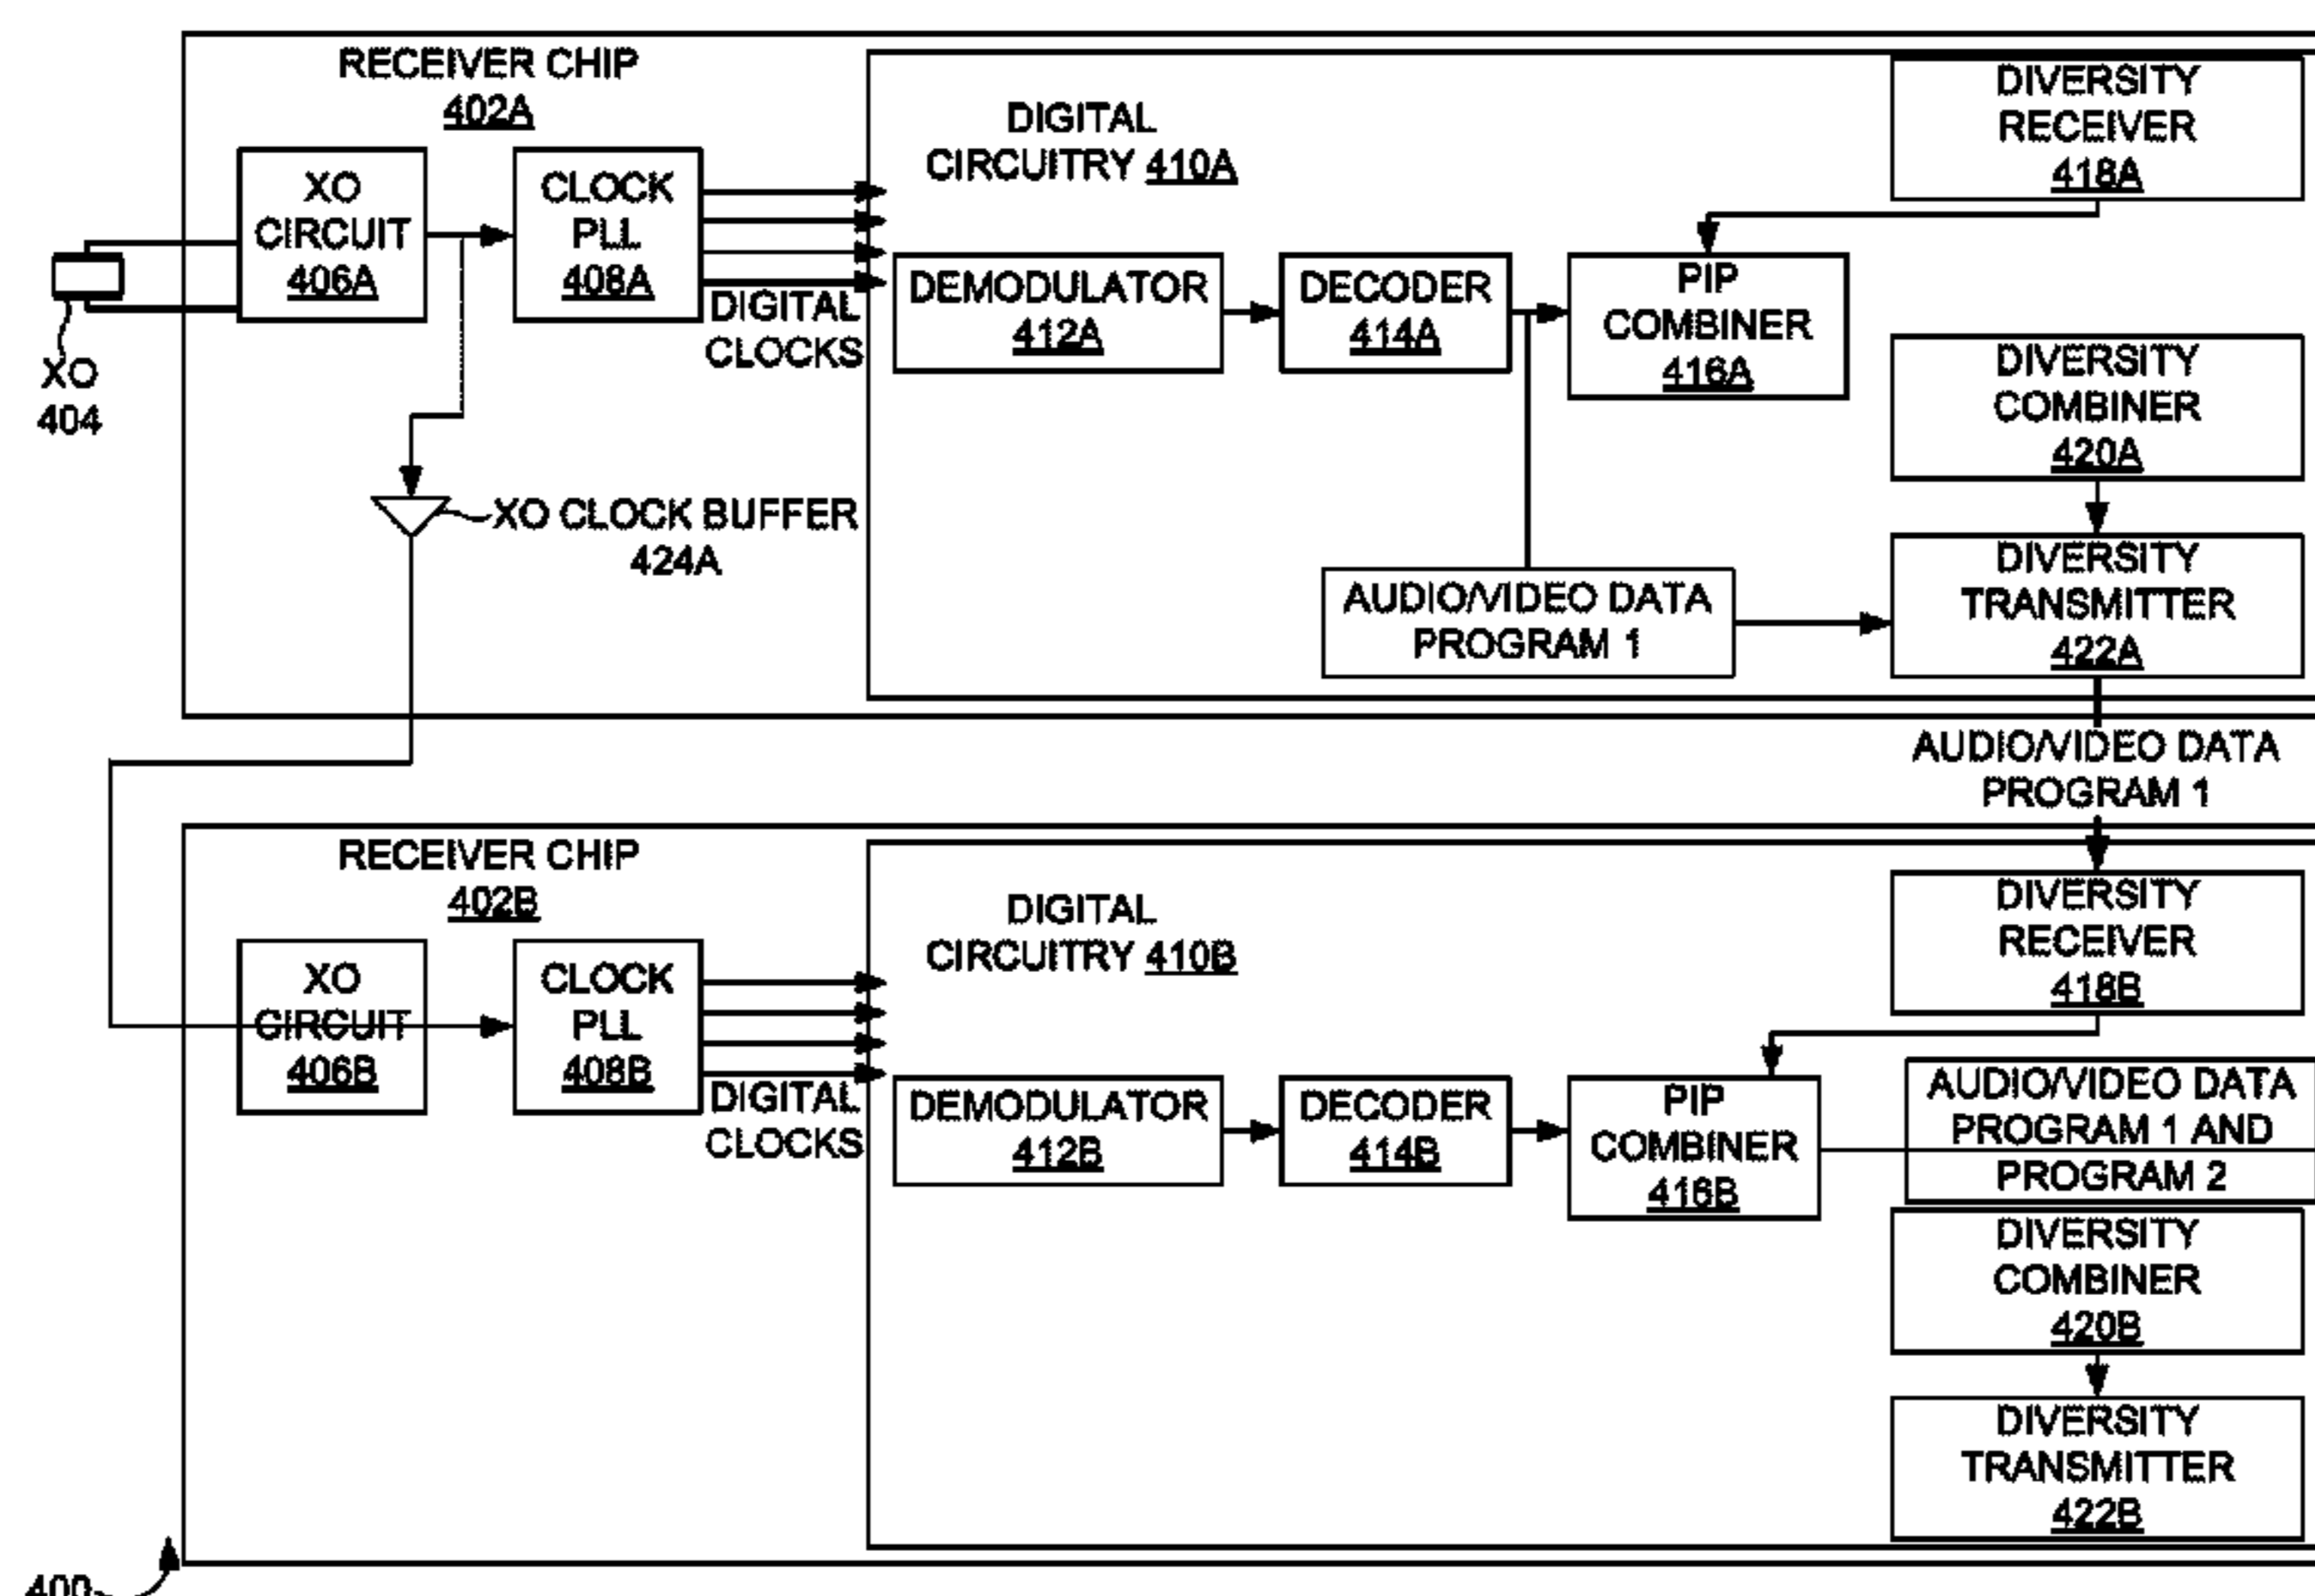 RECEIVER CHIP
402A
XO
CIRCUIT
406A
CLOCK
PLL
408A
DIGITAL
CLOCKS
XO
404
XO CLOCK BUFFER
424A
DIGITAL
CIRCUITRY 410A
DEMODULATOR
412A
DECODER
414A
PIP
COMBINER
416A
DIVERSITY
RECEIVER
418A
DIVERSITY
COMBINER
420A
DIVERSITY
TRANSMITTER
422A
AUDIO/VIDEO DATA
PROGRAM 1
AUDIO/VIDEO DATA
PROGRAM 1
RECEIVER CHIP
402B
XO
CIRCUIT
406B
CLOCK
PLL
408B
DIGITAL
CLOCKS
DIGITAL
CIRCUITRY 410B
DEMODULATOR
412B
DECODER
414B
PIP
COMBINER
416B
DIVERSITY
RECEIVER
418B
AUDIO/VIDEO DATA
PROGRAM 1 AND
PROGRAM 2
DIVERSITY
COMBINER
420B
DIVERSITY
TRANSMITTER
422B
400